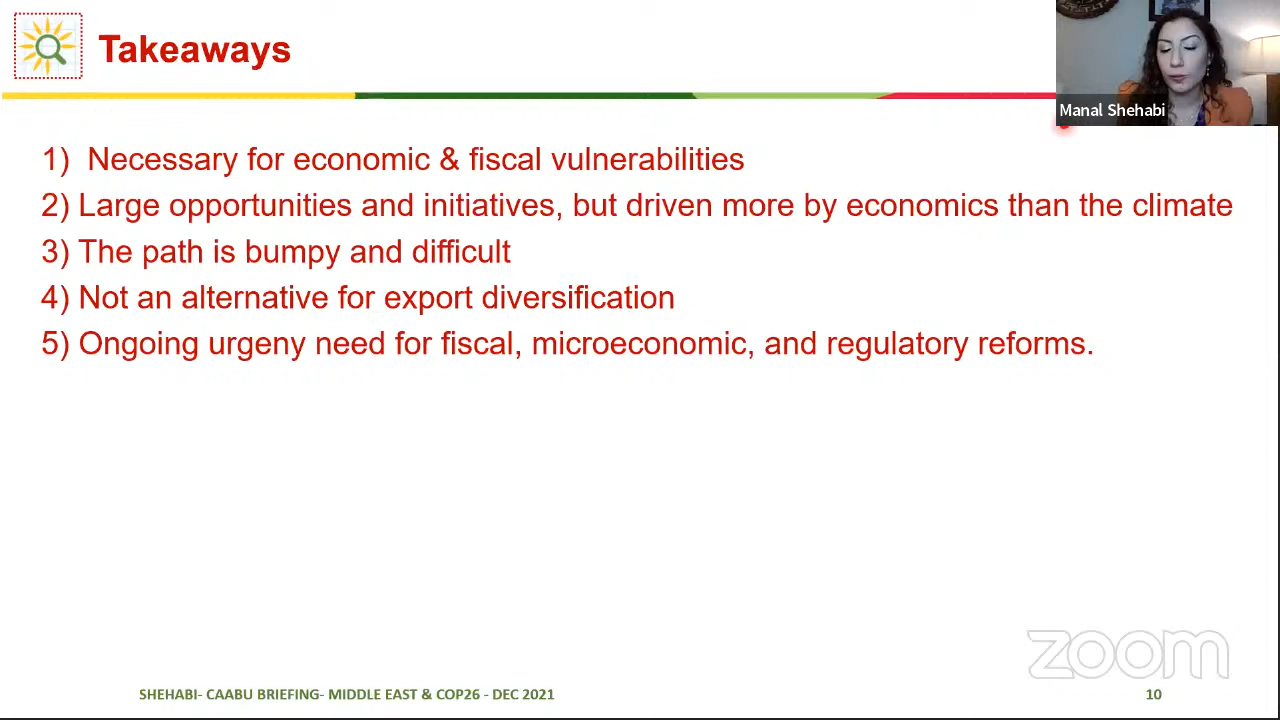 Takeaways
Manal Shehabi
1) Necessary for economic & fiscal vulnerabilities
2) Large opportunities and initiatives, but driven more by economics than the climate
3) The path is bumpy and difficult
4) Not an alternative for export diversification
5) Ongoing urgeny need for fiscal, microeconomic, and regulatory reforms.
zoom
SHEHABI- CAABU BRIEFING- MIDDLE EAST & COP26 - DEC 2021
10